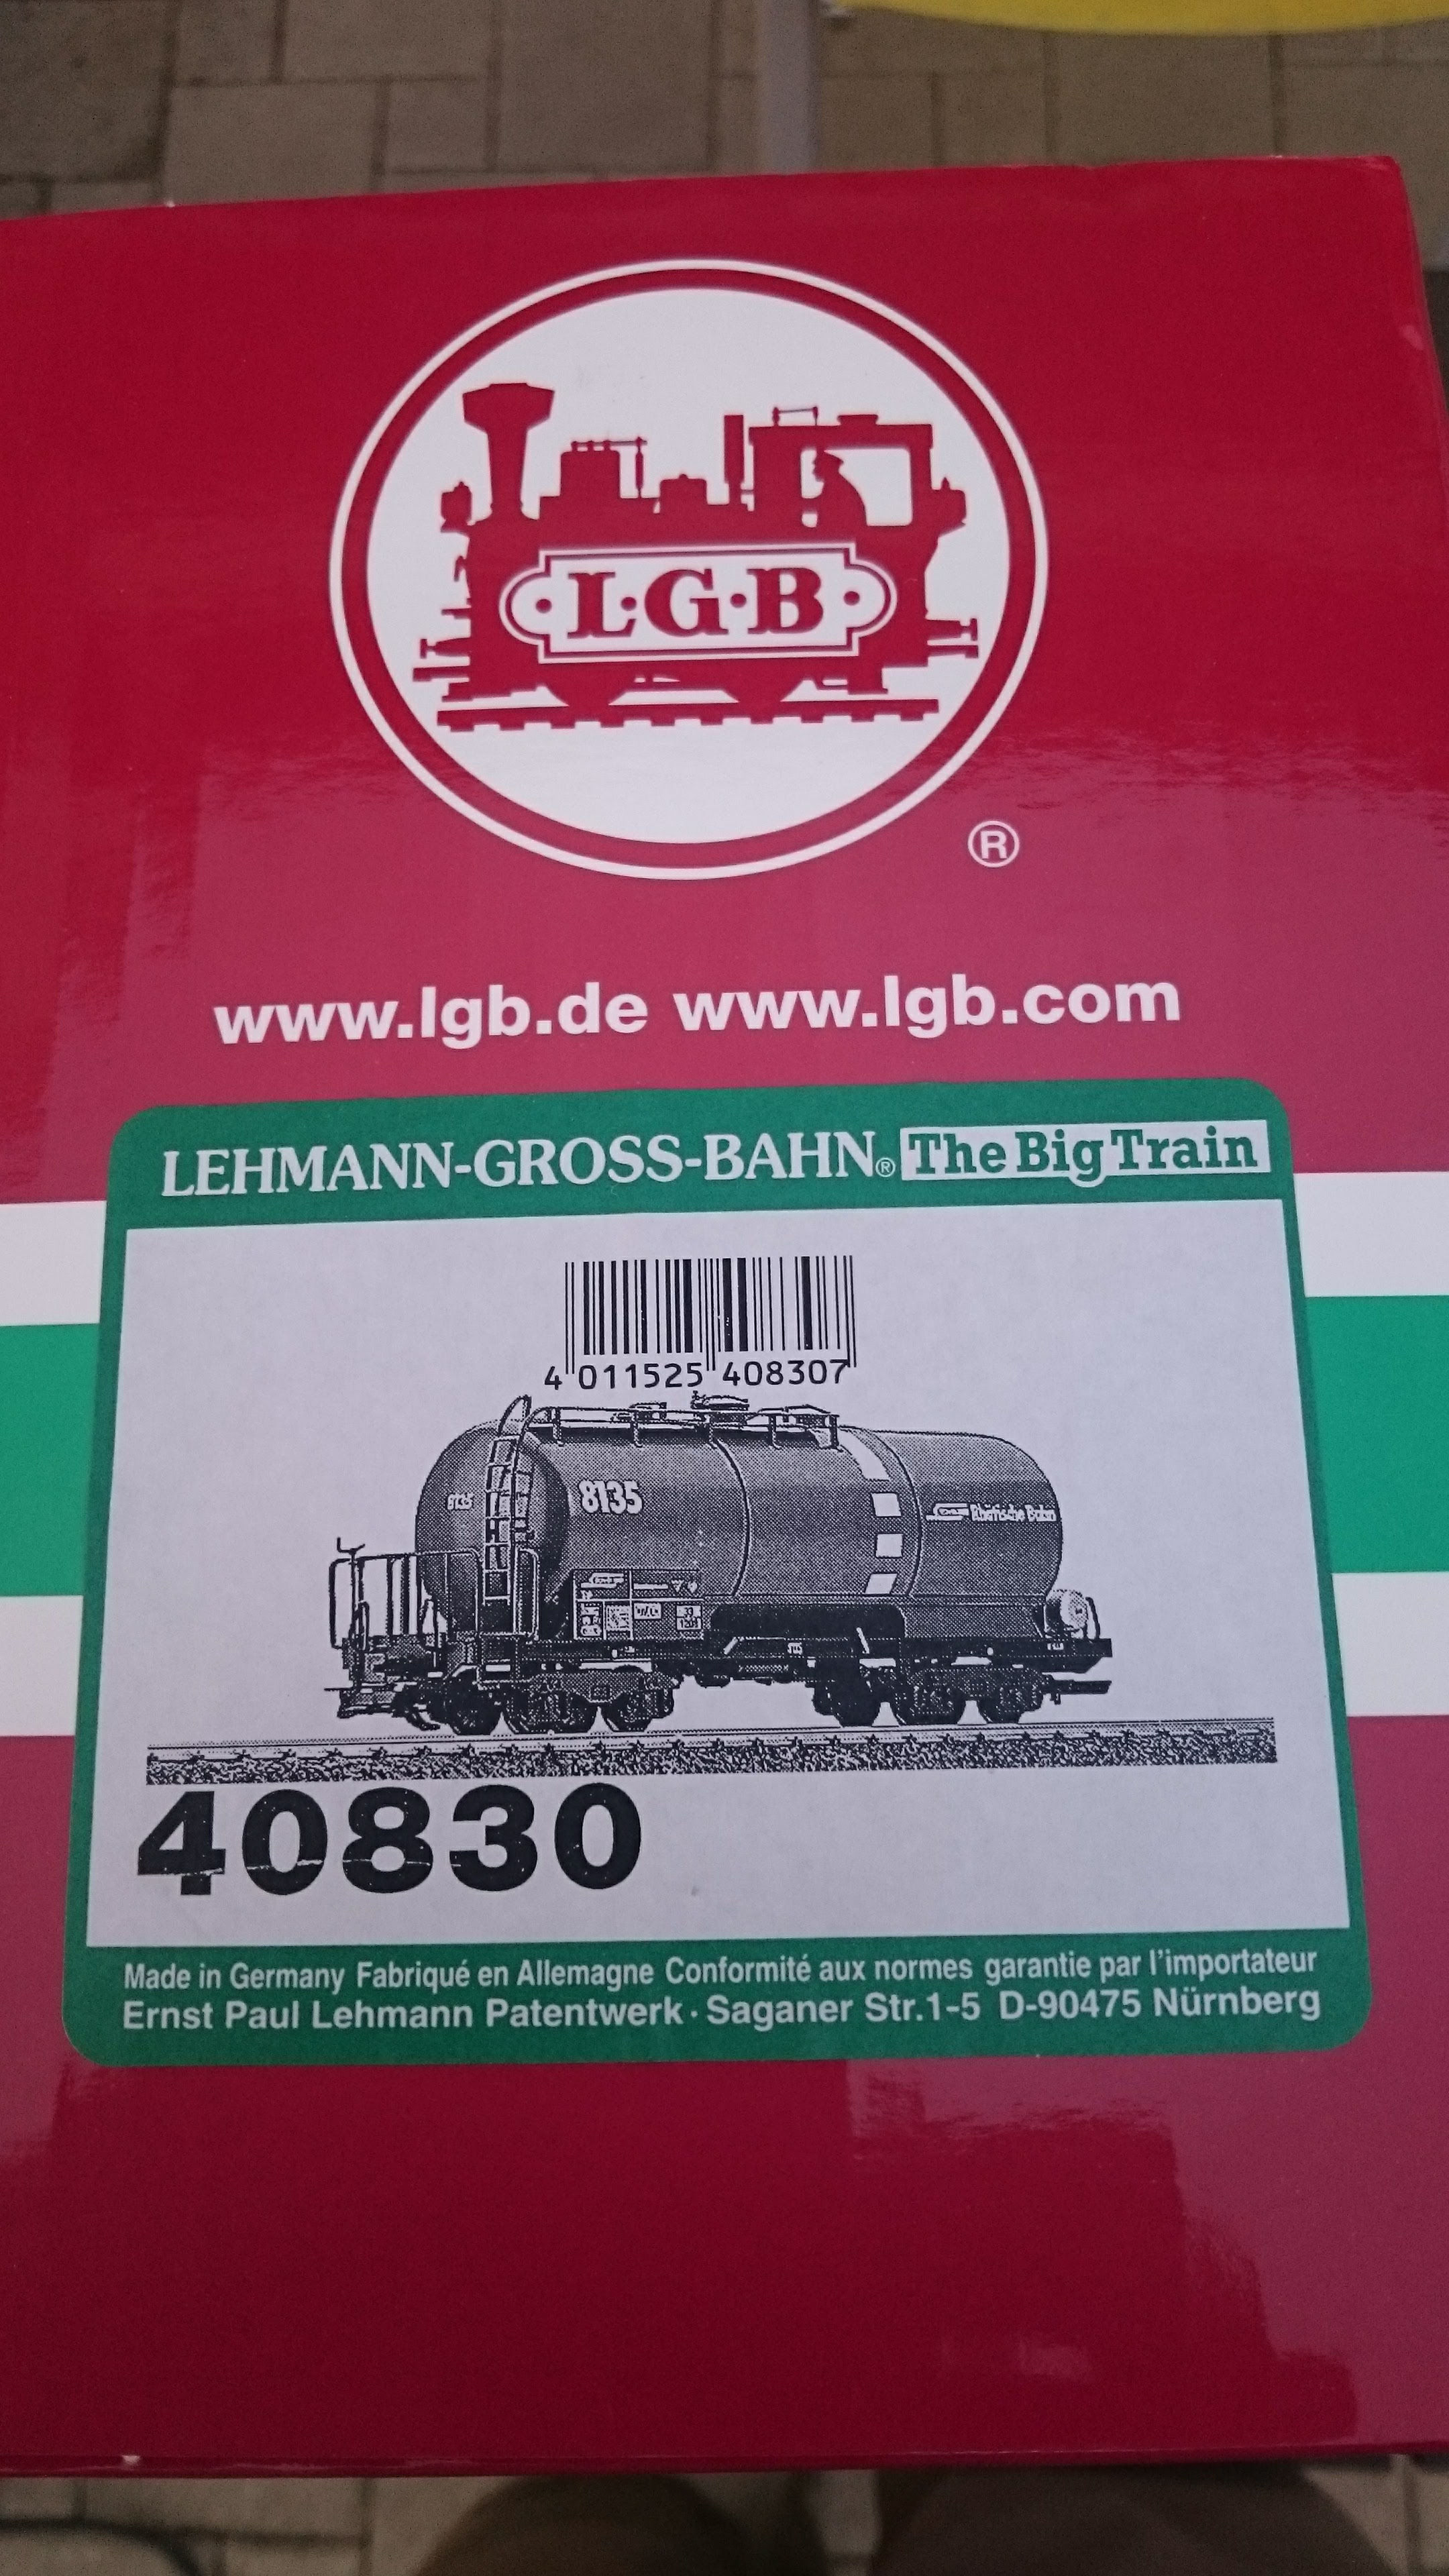 L·G·B
®
www.lgb.de www.lgb.com
LEHMANN-GROSS-BAHN® The Big Train
4 011525 408307
8135
8135
Rhätische Bahn
40830
Made in Germany Fabriqué en Allemagne Conformité aux normes garantie par l'importateur
Ernst Paul Lehmann Patentwerk · Saganer Str.1-5 D-90475 Nürnberg